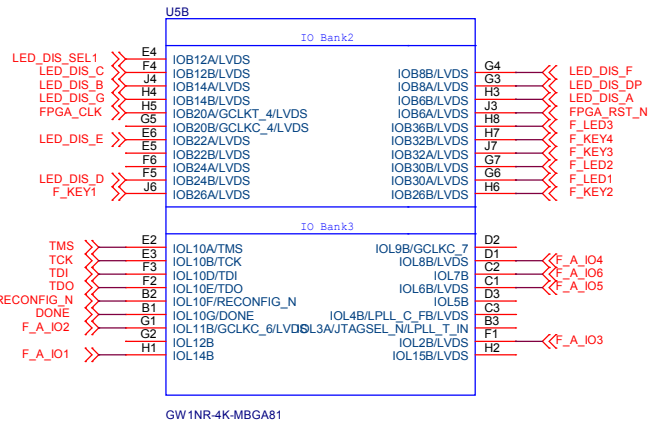 U5B
IO Bank2
LED_DIS_SEL1 E4 IOB12A/LVDS
LED_DIS_C F4 IOB12B/LVDS IOB8B/LVDS G4 LED_DIS_F
LED_DIS_B J4 IOB14A/LVDS IOB8A/LVDS G3 LED_DIS_DP
LED_DIS_G H4 IOB14B/LVDS IOB6B/LVDS H3 LED_DIS_A
FPGA_CLK H5 IOB20A/GCLKT_4/LVDS IOB6A/LVDS J3 FPGA_RST_N
G5 IOB20B/GCLKC_4/LVDS IOB36B/LVDS H8 F_LED3
LED_DIS_E E6 IOB22A/LVDS IOB32B/LVDS H7 F_KEY4
E5 IOB22B/LVDS IOB32A/LVDS J7 F_KEY3
F6 IOB24A/LVDS IOB30B/LVDS G7 F_LED2
LED_DIS_D F5 IOB24B/LVDS IOB30A/LVDS G6 F_LED1
F_KEY1 J6 IOB26A/LVDS IOB26B/LVDS H6 F_KEY2
IO Bank3
TMS E2 IOL10A/TMS IOL9B/GCLKC_7 D2
TCK E3 IOL10B/TCK IOL8B/LVDS D1 F_A_IO4
TDI F3 IOL10D/TDI IOL7B C2 F_A_IO6
TDO F2 IOL10E/TDO IOL6B/LVDS C1 F_A_IO5
RECONFIG_N B2 IOL10F/RECONFIG_N IOL5B D3
DONE B1 IOL10G/DONE IOL4B/LPLL_C_FB/LVDS C3
F_A_IO2 G1 IOL11B/GCLKC_6/LVDS IOL3A/JTAGSEL_N/LPLL_T_IN B3
G2 IOL12B IOL2B/LVDS F1 F_A_IO3
F_A_IO1 H1 IOL14B IOL15B/LVDS H2
GW1NR-4K-MBGA81